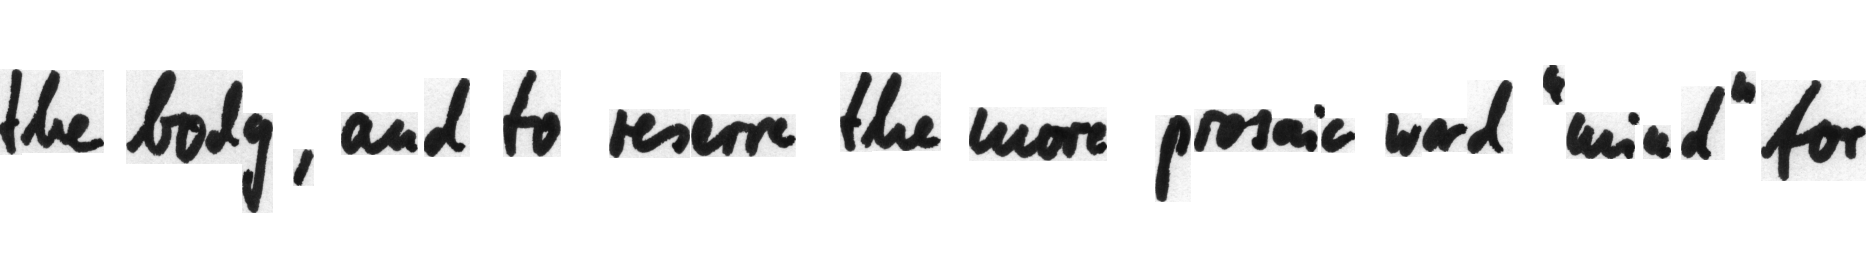 the body, and to reserve the more prosaic word "mind" for